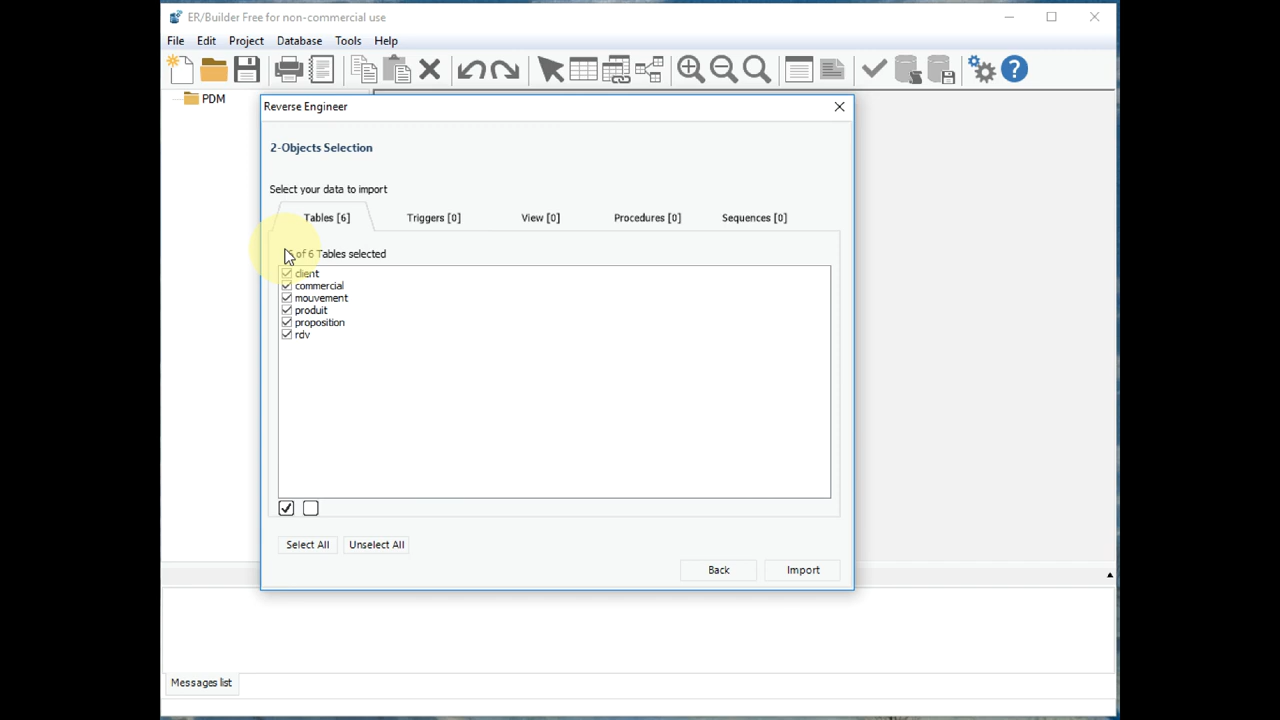 ER/Builder Free for non-commercial use
File Edit Project Database Tools Help
PDM
Reverse Engineer
2-Objects Selection
Select your data to import
Tables [6] Triggers [0] View [0] Procedures [0] Sequences [0]
of 6 Tables selected
client
commercial
mouvement
produit
proposition
rdv
Select All Unselect All
Back Import
Messages list